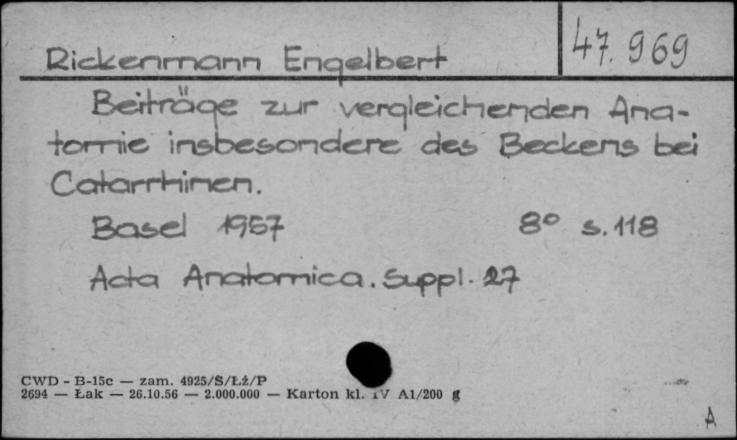 Rickenmann Engelbert
47.969
Beiträge zur vergleichenden Ana-
tomie insbesondere des Beckens bei
Catarrhinen.
Basel 1957 8° s.118
Acta Anatomica. Suppl. 27
CWD - B-15c — zam. 4925/S/Łż/P
2694 — Łak — 26.10.56 — 2.000.000 — Karton kl. IV A1/200 g
A